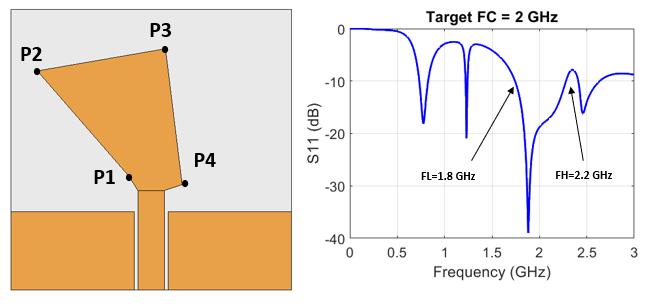 P3
P2
P1
P4
Target FC = 2 GHz
S11 (dB)
0
-10
-20
-30
-40
FL=1.8 GHz
FH=2.2 GHz
0 0.5 1 1.5 2 2.5 3
Frequency (GHz)